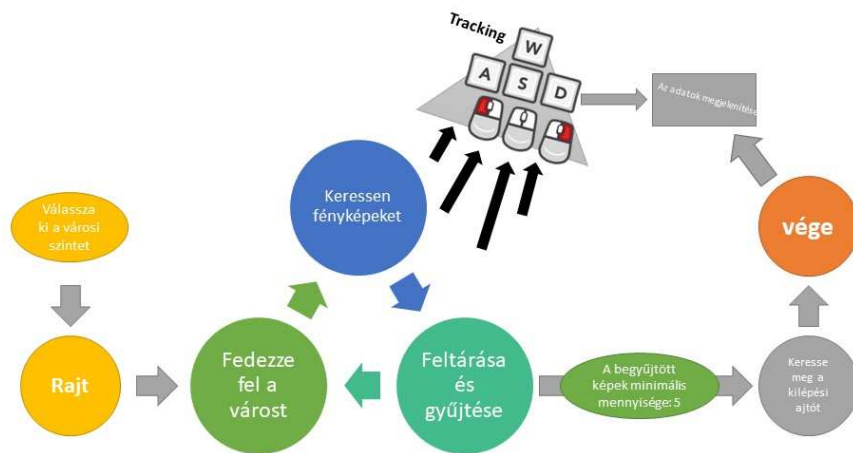 Tracking
W
A S D
Az adatok megjelenítése
Keressen
fényképeket
Válassza
ki a városi
szintet
vége
Rajt
Fedezze
fel a
várost
Feltárása
és
gyűjtése
A begyűjtött
képek minimális
mennyisége: 5
Keresse
meg a
kilépési
ajtót